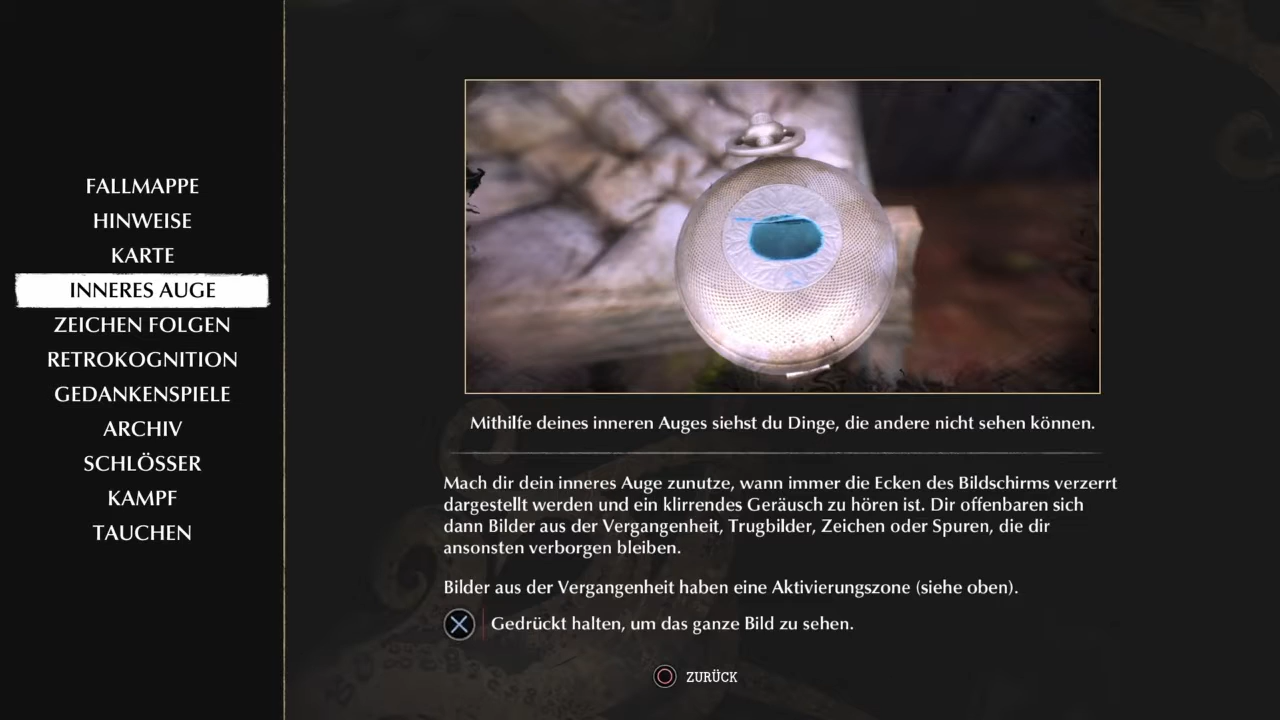 FALLMAPPE
HINWEISE
KARTE
INNERES AUGE
ZEICHEN FOLGEN
RETROKOGNITION
GEDANKENSPIELE
ARCHIV
SCHLÖSSER
KAMPF
TAUCHEN
Mithilfe deines inneren Auges siehst du Dinge, die andere nicht sehen können.
Mach dir dein inneres Auge zunutze, wann immer die Ecken des Bildschirms verzerrt
dargestellt werden und ein klirrendes Geräusch zu hören ist. Dir offenbaren sich
dann Bilder aus der Vergangenheit, Trugbilder, Zeichen oder Spuren, die dir
ansonsten verborgen bleiben.
Bilder aus der Vergangenheit haben eine Aktivierungszone (siehe oben).
Gedrückt halten, um das ganze Bild zu sehen.
ZURÜCK